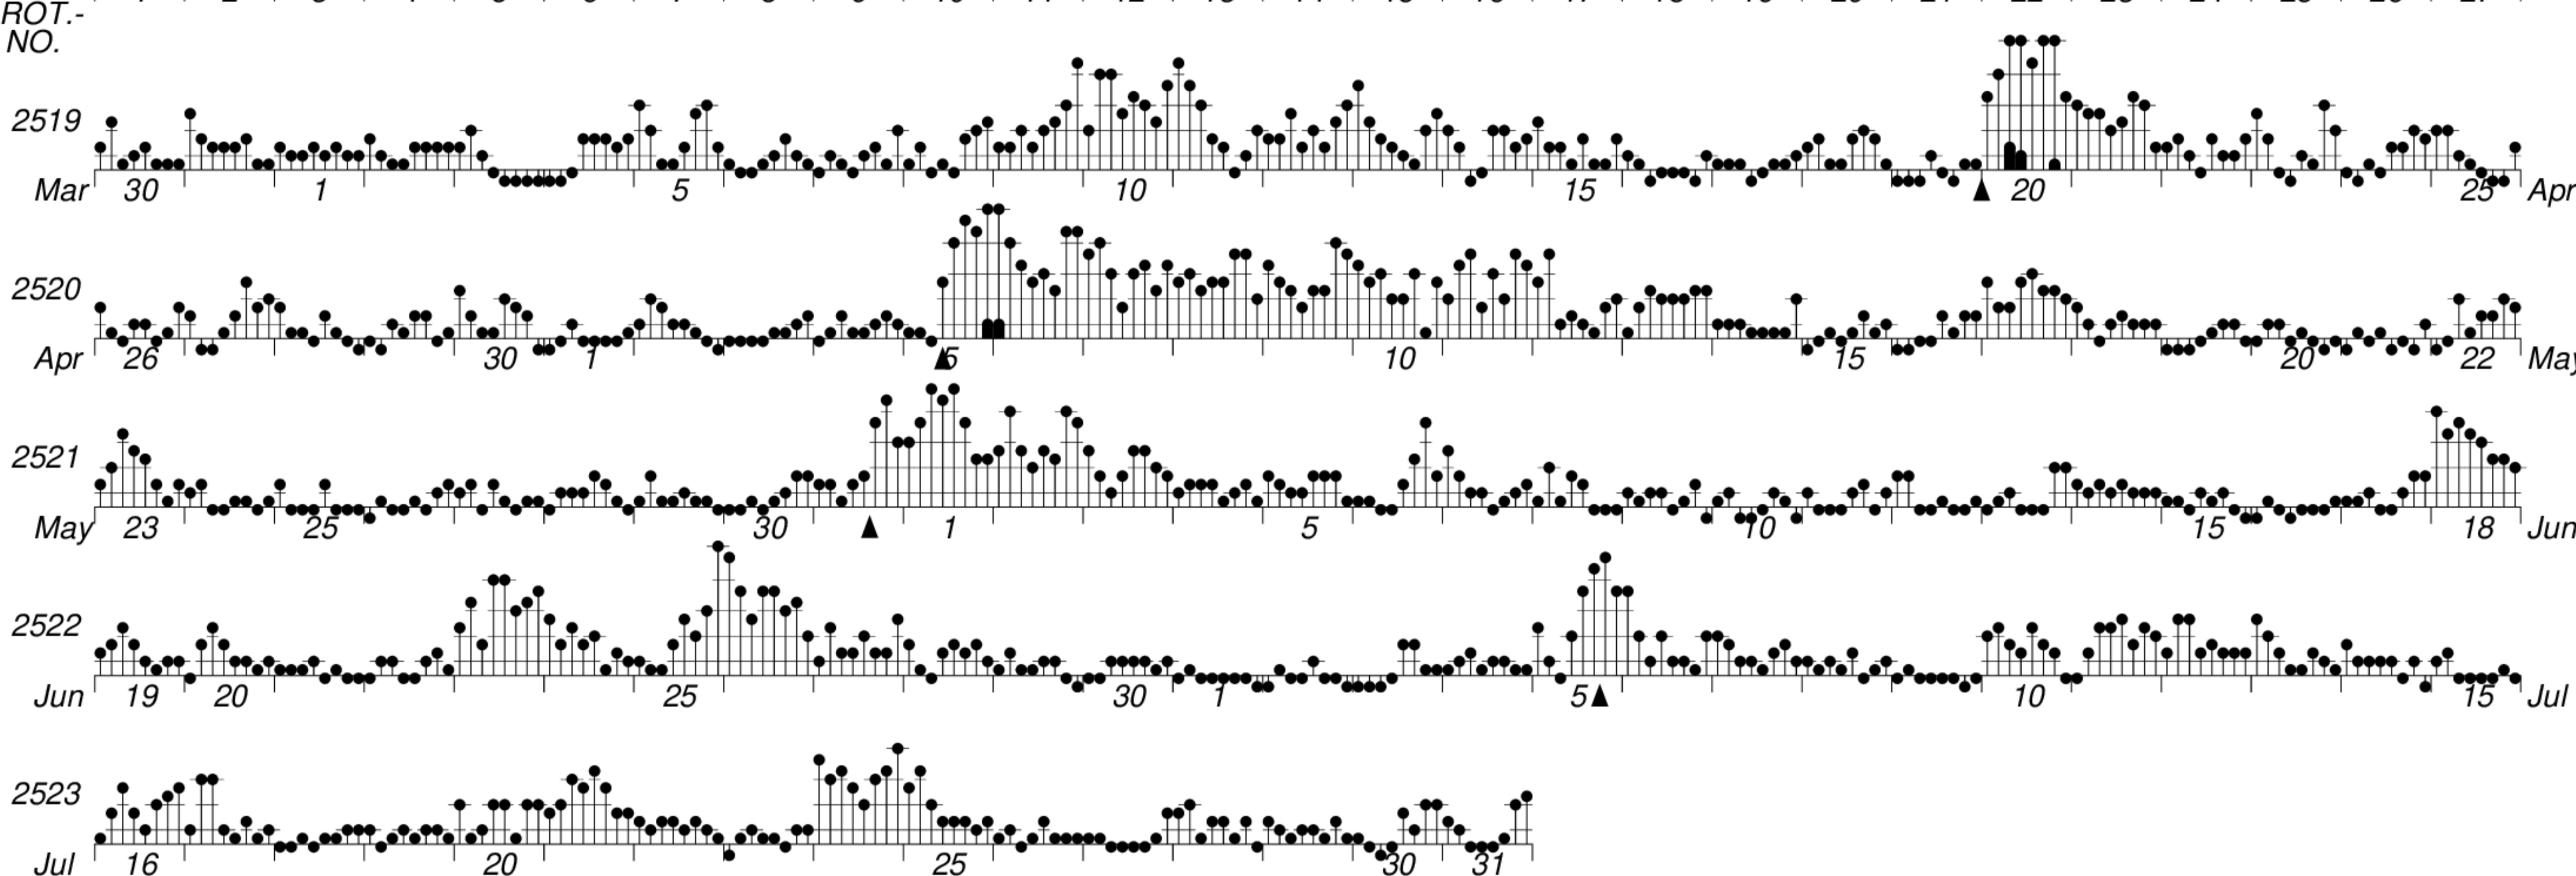 ROT.-
NO.
2519
Mar 30 1 5 10 15 20 25 Apr
2520
Apr 26 30 1 5 10 15 20 22 May
2521
May 23 25 30 1 5 10 15 18 Jun
2522
Jun 19 20 25 30 1 5 10 15 Jul
2523
Jul 16 20 25 30 31